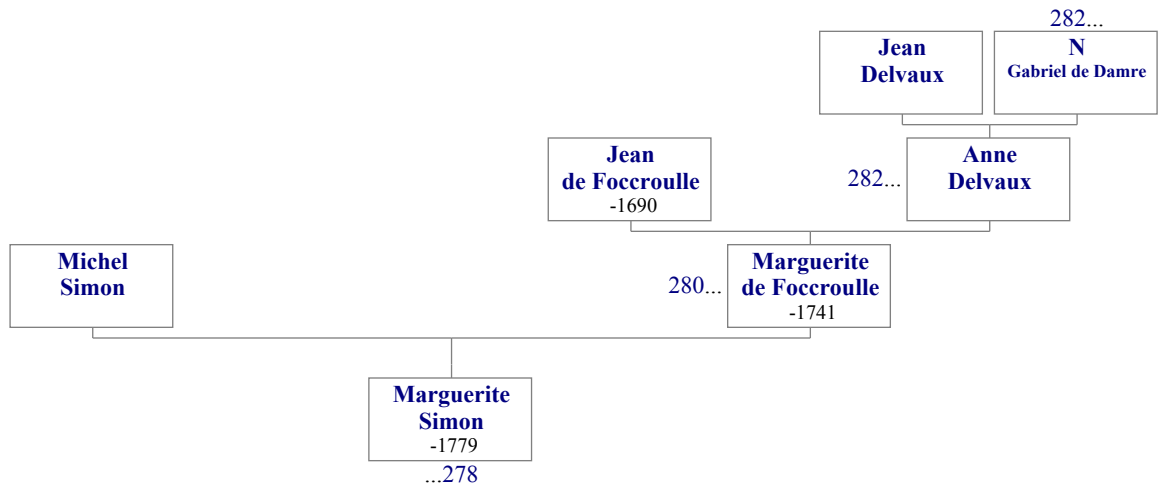 282...
Jean
Delvaux
N
Gabriel de Damre
Jean
de Foccroulle
-1690
282...
Anne
Delvaux
Michel
Simon
280...
Marguerite
de Foccroulle
-1741
Marguerite
Simon
-1779
...278